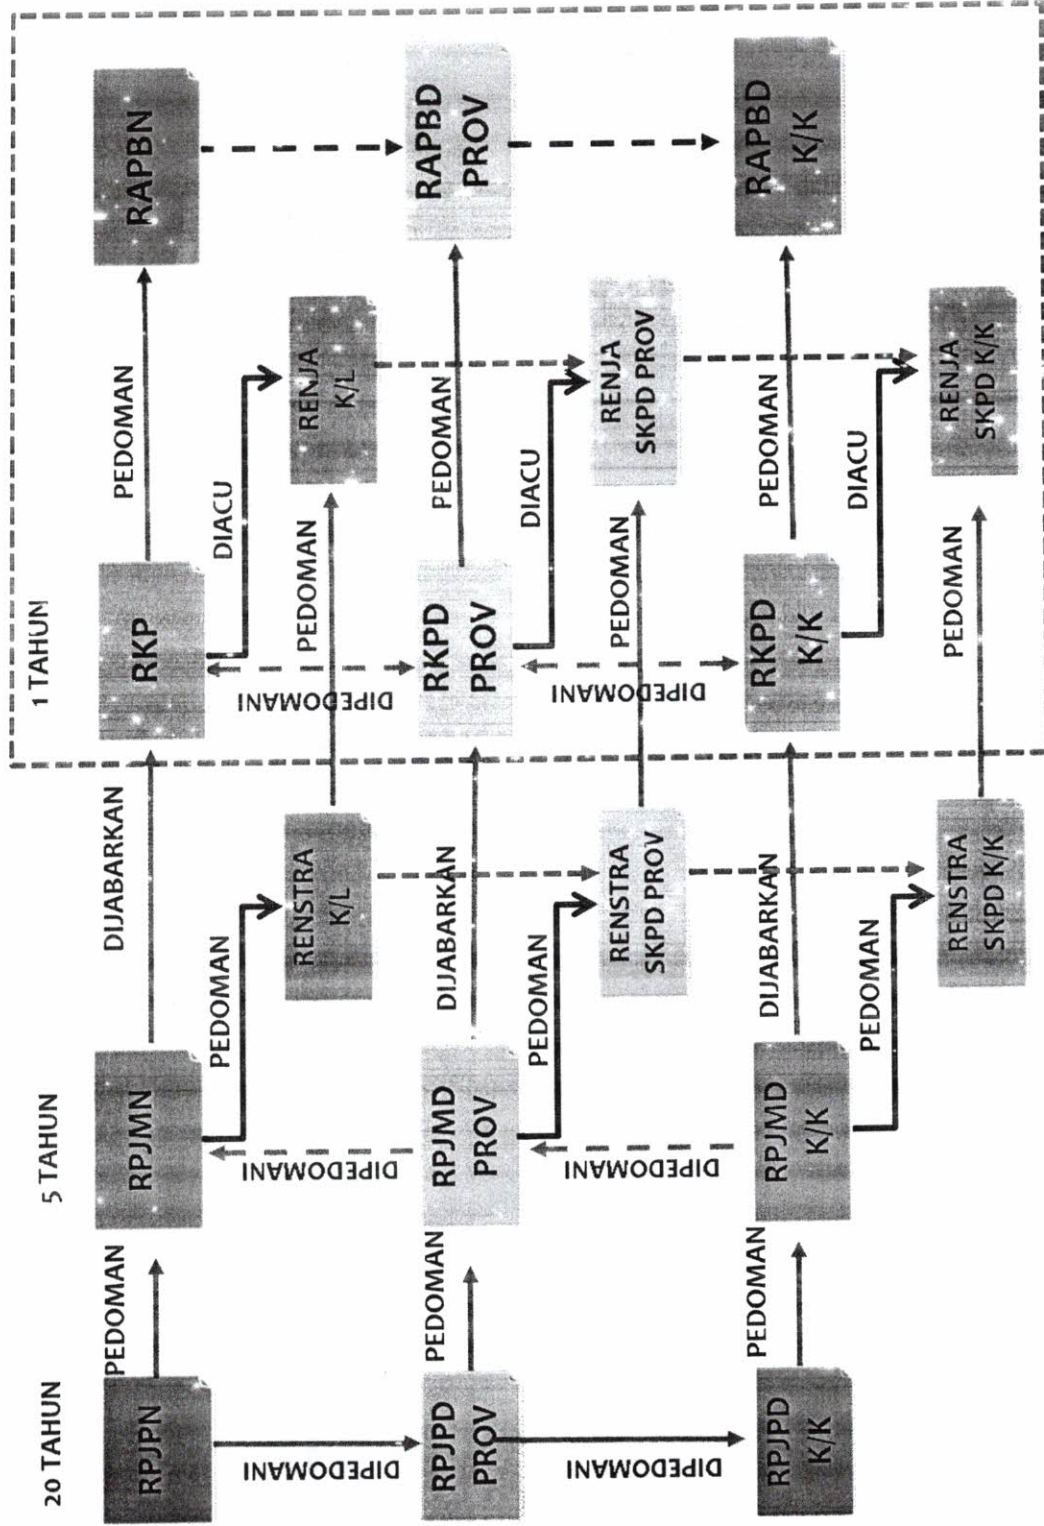 20 TAHUN
5 TAHUN
1 TAHUN
RPJPN
PEDOMAN
RPJMN
DIJABARKAN
RKP
PEDOMAN
RAPBN
PEDOMAN
RENSTRA
K/L
DIACU
PEDOMAN
RENJA
K/L
DIPEDOMANI
DIPEDOMANI
DIPEDOMANI
RPJPD
PROV
PEDOMAN
RPJMD
PROV
DIJABARKAN
RKPD
PROV
PEDOMAN
RAPBD
PROV
PEDOMAN
RENSTRA
SKPD PROV
DIACU
PEDOMAN
RENJA
SKPD PROV
DIPEDOMANI
DIPEDOMANI
DIPEDOMANI
RPJPD
K/K
PEDOMAN
RPJMD
K/K
DIJABARKAN
RKPD
K/K
PEDOMAN
RAPBD
K/K
PEDOMAN
RENSTRA
SKPD K/K
DIACU
PEDOMAN
RENJA
SKPD K/K